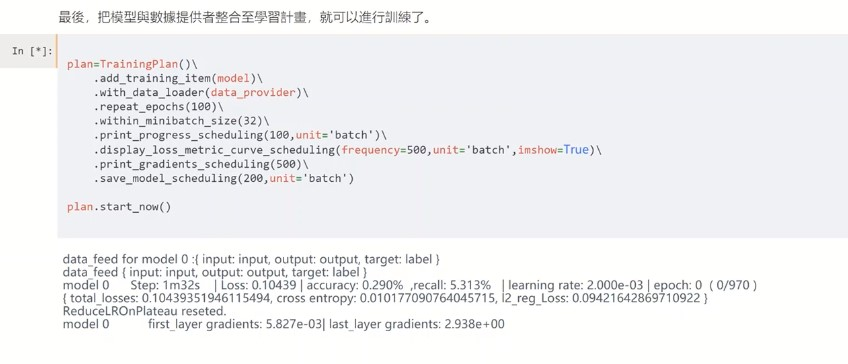 最後，把模型與數據提供者整合至學習計畫，就可以進行訓練了。
In [*]:
plan=TrainingPlan()\
.add_training_item(model)\
.with_data_loader(data_provider)\
.repeat_epochs(100)\
.within_minibatch_size(32)\
.print_progress_scheduling(100,unit='batch')\
.display_loss_metric_curve_scheduling(frequency=500,unit='batch',imshow=True)\
.print_gradients_scheduling(500)\
.save_model_scheduling(200,unit='batch')
plan.start_now()
data_feed for model 0 :{ input: input, output: output, target: label }
data_feed { input: input, output: output, target: label }
model 0 Step: 1m32s | Loss: 0.10439 | accuracy: 0.290% ,recall: 5.313% | learning rate: 2.000e-03 | epoch: 0 ( 0/970 )
{ total_losses: 0.10439351946115494, cross entropy: 0.010177090764045715, l2_reg_Loss: 0.09421642869710922 }
ReduceLROnPlateau reseted.
model 0 first_layer gradients: 5.827e-03| last_layer gradients: 2.938e+00